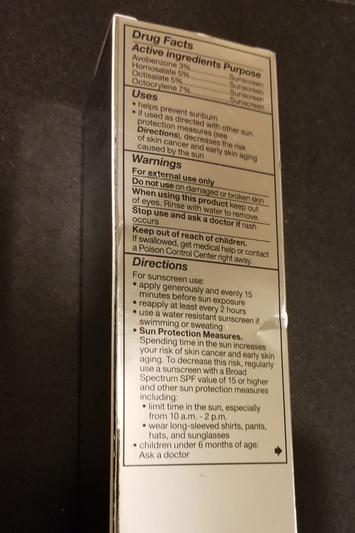 Drug Facts
Active ingredients Purpose
Avobenzone 3%..................Sunscreen
Homosalate 5%..................Sunscreen
Octisalate 5%..................Sunscreen
Octocrylene 7%..................Sunscreen
Uses
• helps prevent sunburn
• if used as directed with other sun
protection measures (see
Directions), decreases the risk
of skin cancer and early skin aging
caused by the sun
Warnings
For external use only
Do not use on damaged or broken skin
When using this product keep out
of eyes. Rinse with water to remove.
Stop use and ask a doctor if rash
occurs
Keep out of reach of children.
If swallowed, get medical help or contact
a Poison Control Center right away.
Directions
For sunscreen use:
• apply generously and evenly 15
minutes before sun exposure
• reapply at least every 2 hours
• use a water resistant sunscreen if
swimming or sweating
• Sun Protection Measures.
Spending time in the sun increases
your risk of skin cancer and early skin
aging. To decrease this risk, regularly
use a sunscreen with a Broad
Spectrum SPF value of 15 or higher
and other sun protection measures
including:
• limit time in the sun, especially
from 10 a.m. - 2 p.m.
• wear long-sleeved shirts, pants,
hats, and sunglasses
• children under 6 months of age:
Ask a doctor